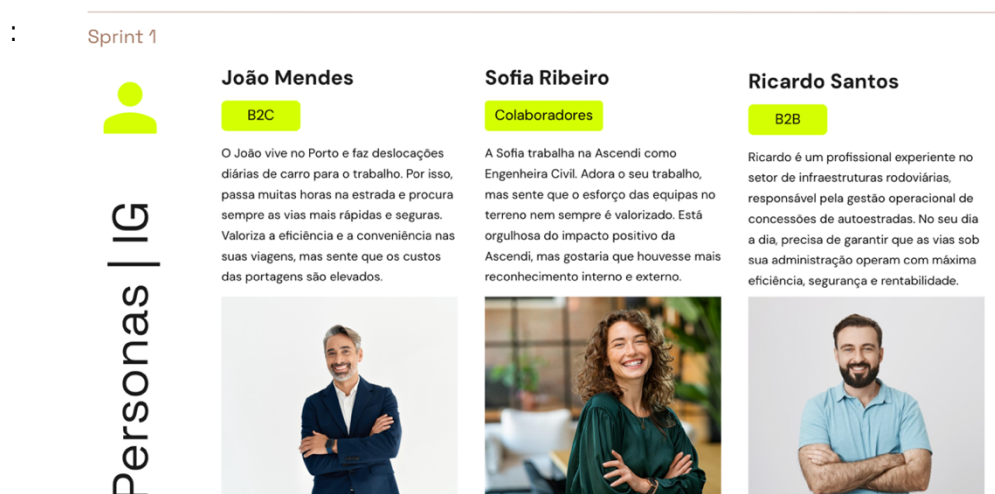 :
Sprint 1
Personas | IG
João Mendes
B2C
O João vive no Porto e faz deslocações
diárias de carro para o trabalho. Por isso,
passa muitas horas na estrada e procura
sempre as vias mais rápidas e seguras.
Valoriza a eficiência e a conveniência nas
suas viagens, mas sente que os custos
das portagens são elevados.
Sofia Ribeiro
Colaboradores
A Sofia trabalha na Ascendi como
Engenheira Civil. Adora o seu trabalho,
mas sente que o esforço das equipas no
terreno nem sempre é valorizado. Está
orgulhosa do impacto positivo da
Ascendi, mas gostaria que houvesse mais
reconhecimento interno e externo.
Ricardo Santos
B2B
Ricardo é um profissional experiente no
setor de infraestruturas rodoviárias,
responsável pela gestão operacional de
concessões de autoestradas. No seu dia
a dia, precisa de garantir que as vias sob
sua administração operam com máxima
eficiência, segurança e rentabilidade.